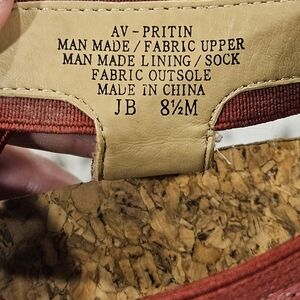 AV-PRITIN
MAN MADE/FABRIC UPPER
MAN MADE LINING/SOCK
FABRIC OUTSOLE
MADE IN CHINA
JB 8½M